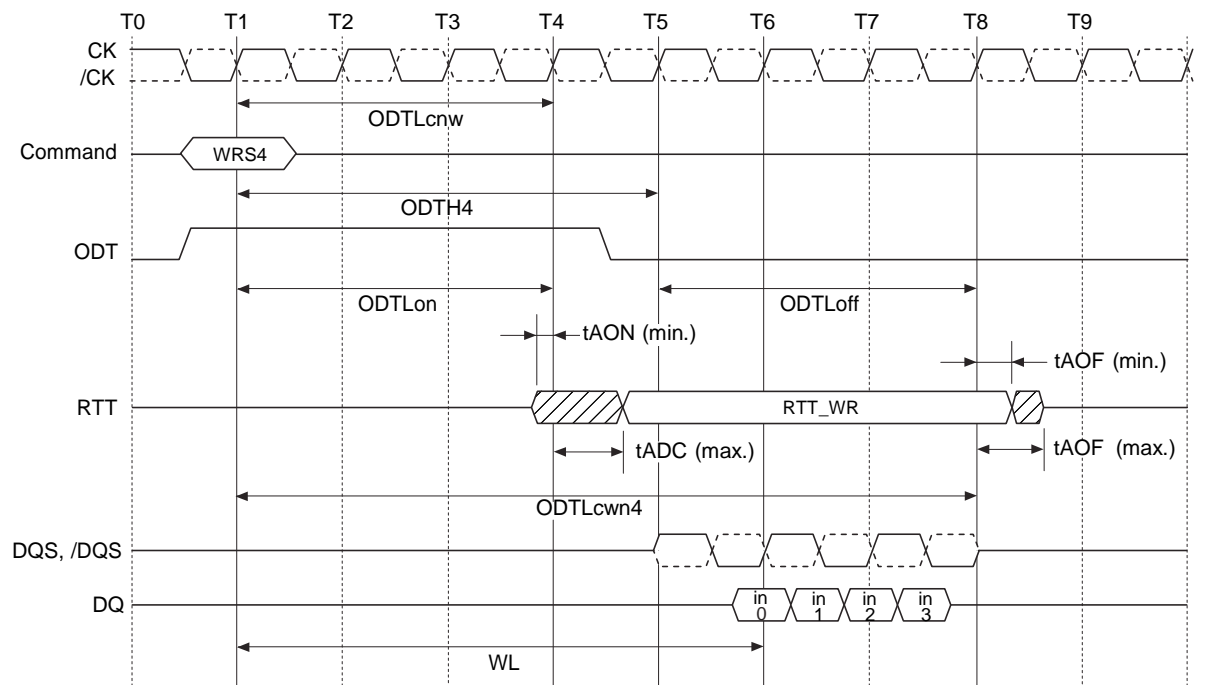 T0 T1 T2 T3 T4 T5 T6 T7 T8 T9
CK
/CK
ODTLcnw
Command
WRS4
ODTH4
ODT
ODTLon
ODTLoff
tAON (min.)
tAOF (min.)
RTT
RTT_WR
tADC (max.)
tAOF (max.)
ODTLcwn4
DQS, /DQS
DQ
in
0
in
1
in
2
in
3
WL